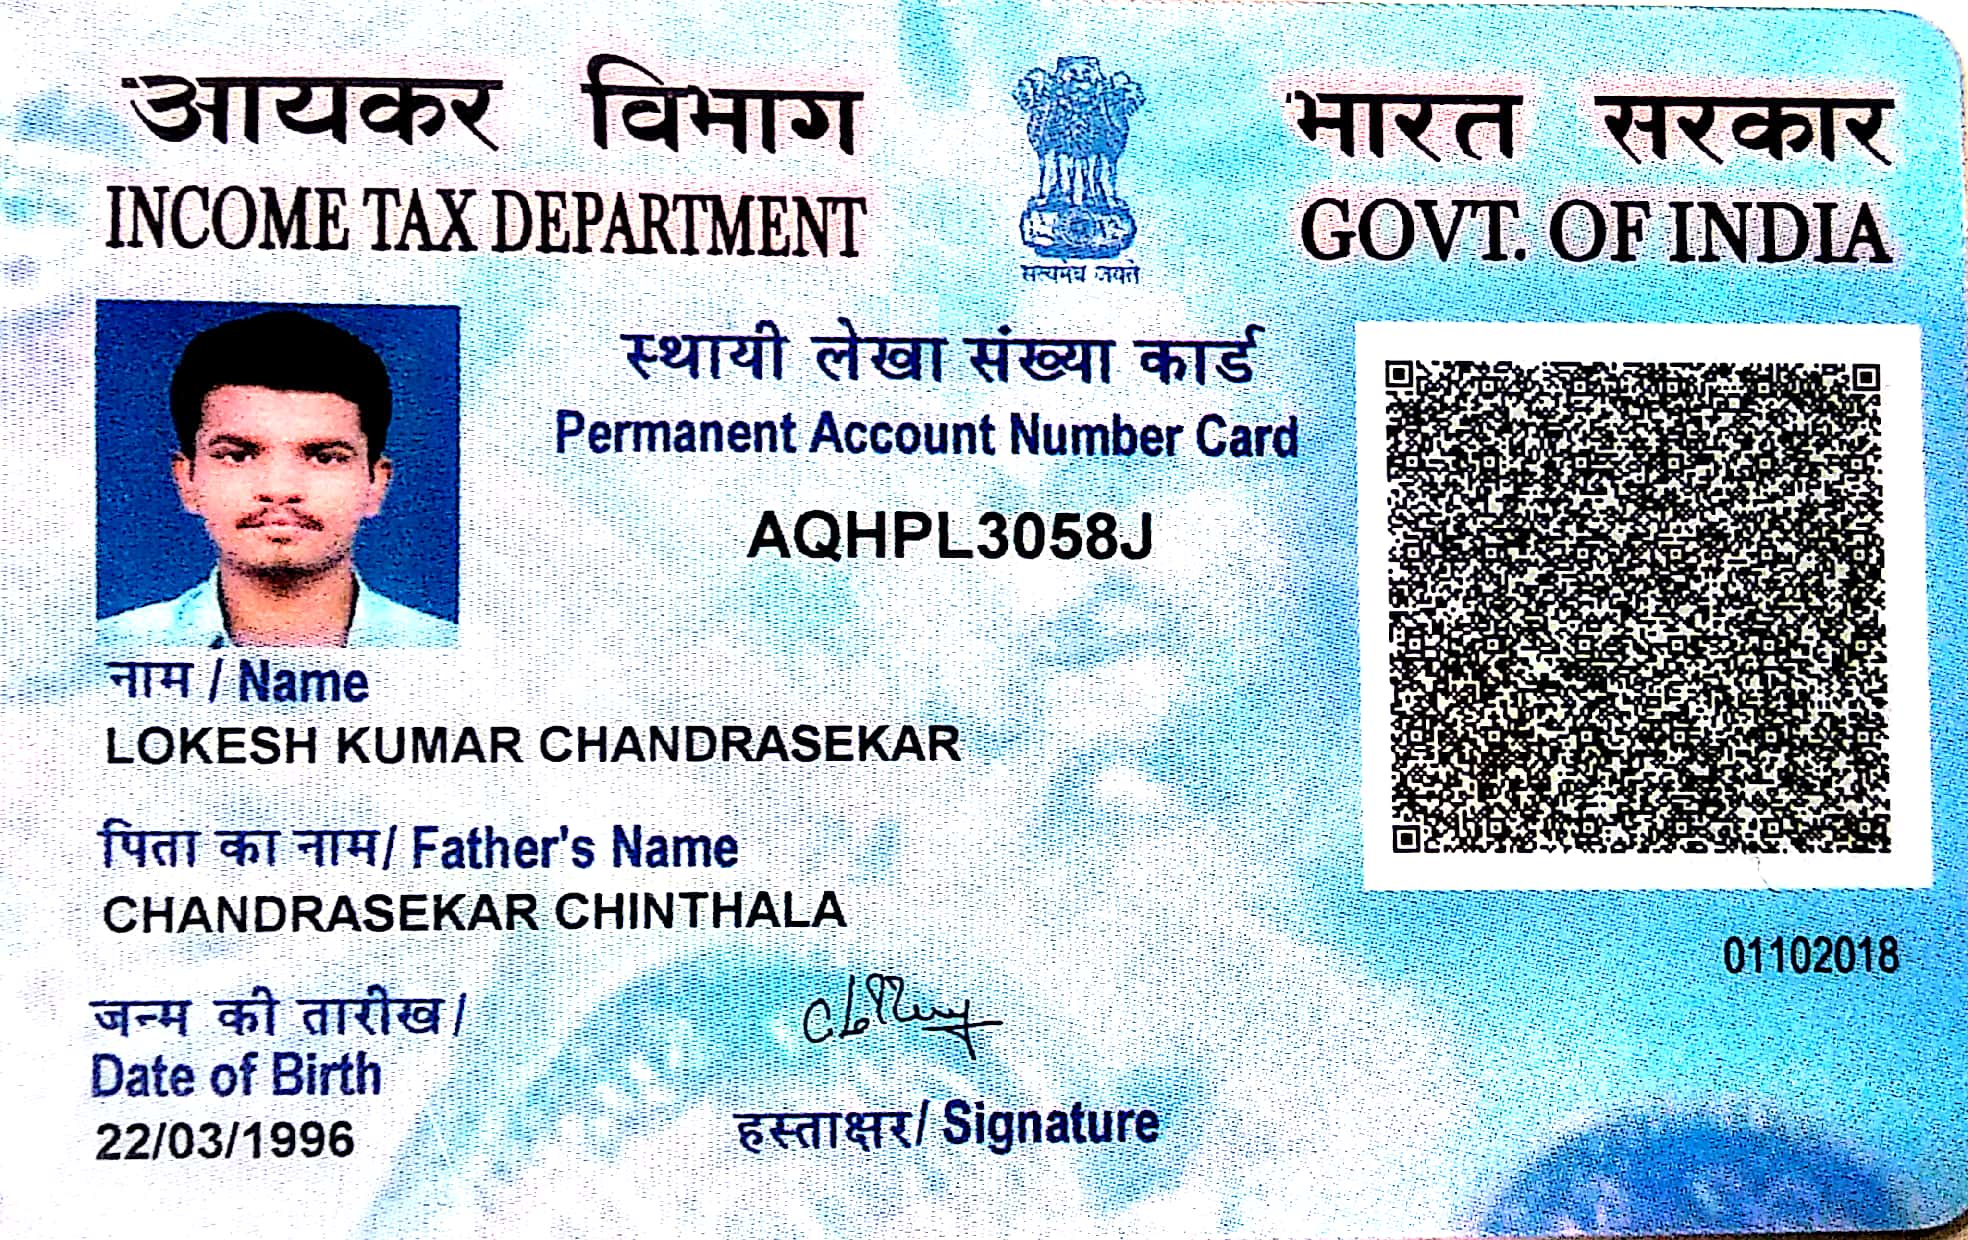 आयकर विभाग
INCOME TAX DEPARTMENT
सत्यमेव जयते
भारत सरकार
GOVT. OF INDIA
स्थायी लेखा संख्या कार्ड
Permanent Account Number Card
AQHPL3058J
नाम / Name
LOKESH KUMAR CHANDRASEKAR
पिता का नाम/ Father's Name
CHANDRASEKAR CHINTHALA
01102018
जन्म की तारीख/
Date of Birth
22/03/1996
हस्ताक्षर/ Signature